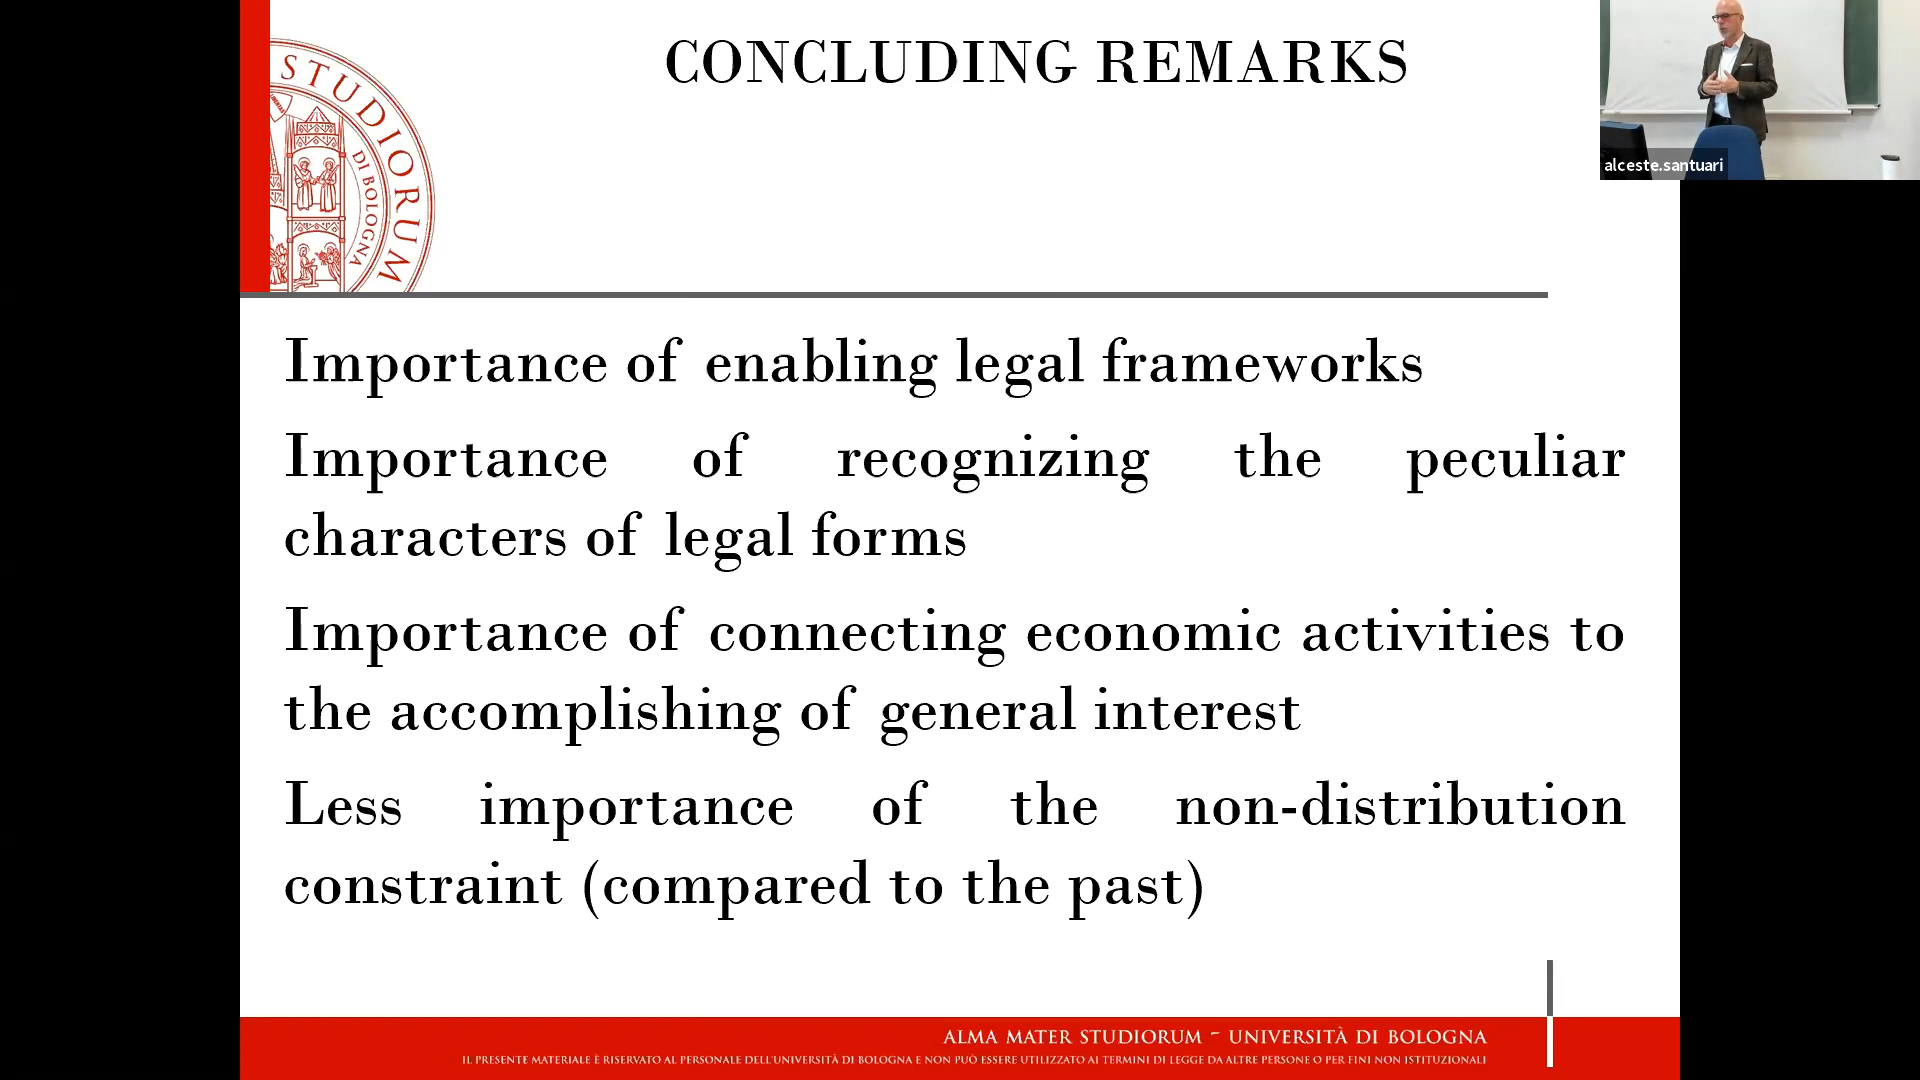 CONCLUDING REMARKS
alceste.santuari
STUDIORUM
DI BOLOGNA
Importance of enabling legal frameworks
Importance of recognizing the peculiar
characters of legal forms
Importance of connecting economic activities to
the accomplishing of general interest
Less importance of the non-distribution
constraint (compared to the past)
ALMA MATER STUDIORUM – UNIVERSITÀ DI BOLOGNA
IL PRESENTE MATERIALE È RISERVATO AL PERSONALE DELL'UNIVERSITÀ DI BOLOGNA E NON PUÒ ESSERE UTILIZZATO AI TERMINI DI LEGGE DA ALTRE PERSONE O PER FINI NON ISTITUZIONALI